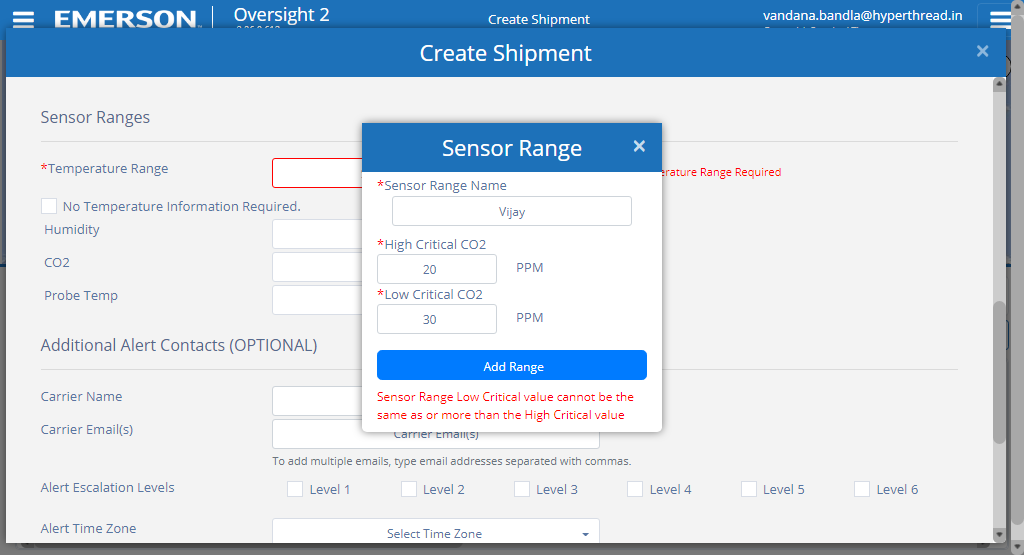 EMERSON
Oversight 2
Create Shipment
vandana.bandla@hyperthread.in
Create Shipment
×
Sensor Ranges
*Temperature Range
erature Range Required
No Temperature Information Required.
Humidity
CO2
Probe Temp
Sensor Range
×
*Sensor Range Name
Vijay
*High Critical CO2
20
PPM
*Low Critical CO2
30
PPM
Add Range
Sensor Range Low Critical value cannot be the
same as or more than the High Critical value
Additional Alert Contacts (OPTIONAL)
Carrier Name
Carrier Email(s)
Carrier Email(s)
To add multiple emails, type email addresses separated with commas.
Alert Escalation Levels
Level 1
Level 2
Level 3
Level 4
Level 5
Level 6
Alert Time Zone
Select Time Zone